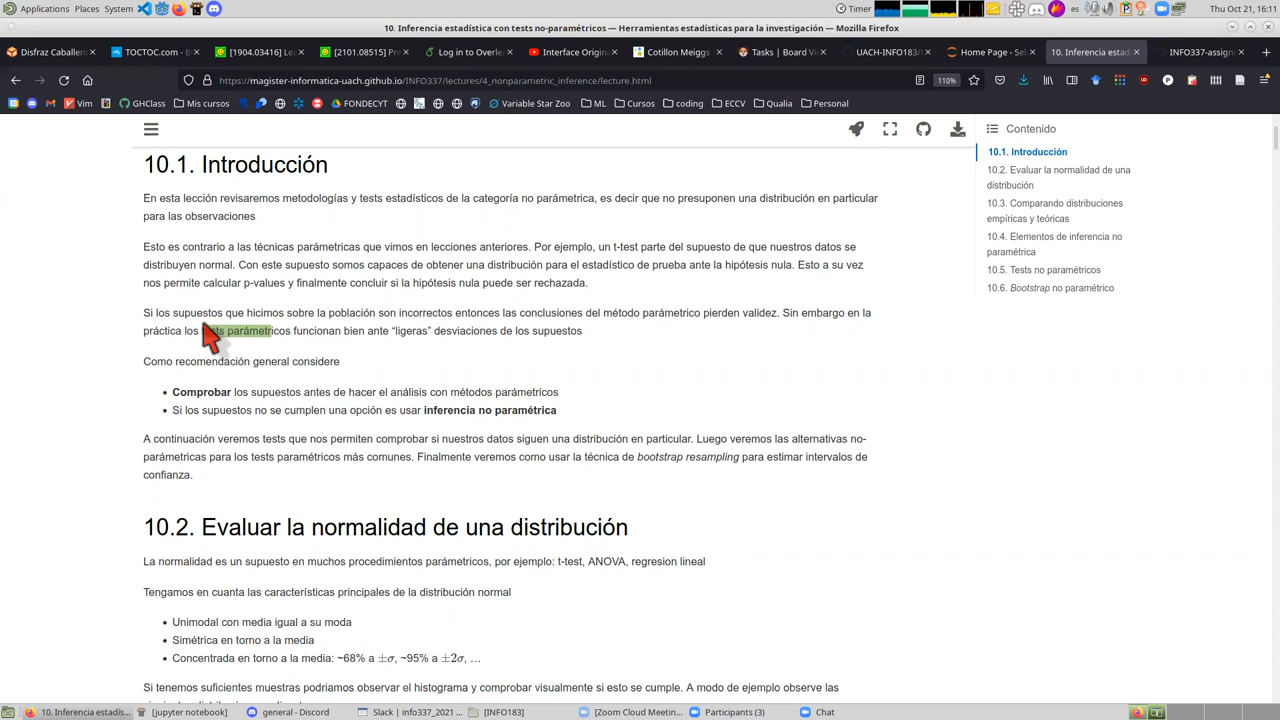 Applications Places System
Timer
es
Thu Oct 21, 16:11
10. Inferencia estadística con tests no-paramétricos — Herramientas estadísticas para la investigación — Mozilla Firefox
Disfraz Caballero
TOCTOC.com -
[1904.03416] Le
[2101.08515] Pre
Log in to Overle
Interface Origin
Cotillon Meiggs
Tasks | Board Vi
UACH-INFO183/
Home Page - Sel
10. Inferencia estad
INFO337-assign
https://magister-informatica-uach.github.io/INFO337/lectures/4_nonparametric_inference/lecture.html
110%
Vim
GHClass
Mis cursos
FONDECYT
Variable Star Zoo
ML
Cursos
coding
ECCV
Qualia
Personal
Contenido
10.1. Introducción
10.2. Evaluar la normalidad de una
distribución
10.3. Comparando distribuciones
empíricas y teóricas
10.4. Elementos de inferencia no
paramétrica
10.5. Tests no paramétricos
10.6. Bootstrap no paramétrico
10.1. Introducción
En esta lección revisaremos metodologías y tests estadísticos de la categoría no parámetrica, es decir que no presuponen una distribución en particular
para las observaciones
Esto es contrario a las técnicas parámetricas que vimos en lecciones anteriores. Por ejemplo, un t-test parte del supuesto de que nuestros datos se
distribuyen normal. Con este supuesto somos capaces de obtener una distribución para el estadístico de prueba ante la hipótesis nula. Esto a su vez
nos permite calcular p-values y finalmente concluir si la hipótesis nula puede ser rechazada.
Si los supuestos que hicimos sobre la población son incorrectos entonces las conclusiones del método parámetrico pierden validez. Sin embargo en la
práctica los tests parámetricos funcionan bien ante “ligeras” desviaciones de los supuestos
Como recomendación general considere
• Comprobar los supuestos antes de hacer el análisis con métodos parámetricos
• Si los supuestos no se cumplen una opción es usar inferencia no paramétrica
A continuación veremos tests que nos permiten comprobar si nuestros datos siguen una distribución en particular. Luego veremos las alternativas no-
parámetricas para los tests paramétricos más comunes. Finalmente veremos como usar la técnica de bootstrap resampling para estimar intervalos de
confianza.
10.2. Evaluar la normalidad de una distribución
La normalidad es un supuesto en muchos procedimientos parámetricos, por ejemplo: t-test, ANOVA, regresion lineal
Tengamos en cuanta las características principales de la distribución normal
• Unimodal con media igual a su moda
• Simétrica en torno a la media
• Concentrada en torno a la media: ~68% a ±σ, ~95% a ±2σ, …
Si tenemos suficientes muestras podriamos observar el histograma y comprobar visualmente si esto se cumple. A modo de ejemplo observe las
10. Inferencia estadís...
[jupyter notebook]
general - Discord
Slack | info337_2021 ...
[INFO183]
[Zoom Cloud Meetin...
Participants (3)
Chat